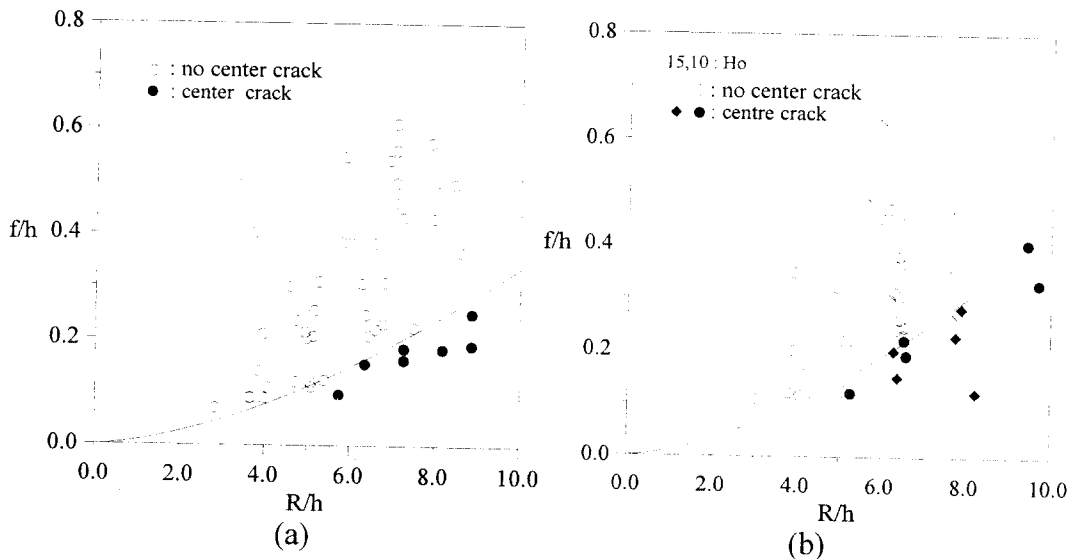 0.8
○ : no center crack
● : center crack
0.6
f/h 0.4
0.2
0.0
0.0 2.0 4.0 6.0 8.0 10.0
R/h
(a)
0.8
15,10 : Ho
: no center crack
◆ ● : centre crack
0.6
f/h 0.4
0.2
0.0
0.0 2.0 4.0 6.0 8.0 10.0
R/h
(b)